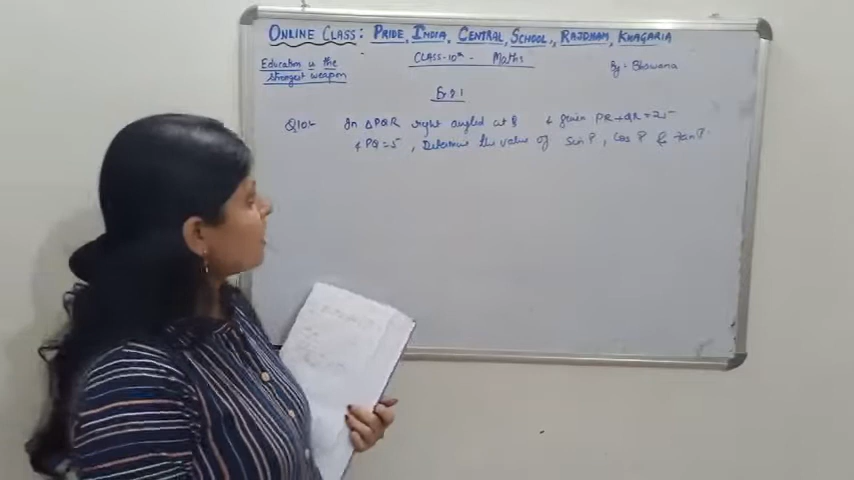 ONLINE CLASS: PRIDE INDIA CENTRAL SCHOOL, RAJDHAM, KHAGARIA
Education is the strongest weapon
CLASS-10th - MATHS
By:- Bhawana
Ex 8.1
Q10:- In ΔPQR right angled at Q & given PR+QR=25
& PQ=5, Determine the value of sin P, Cos P & tan P